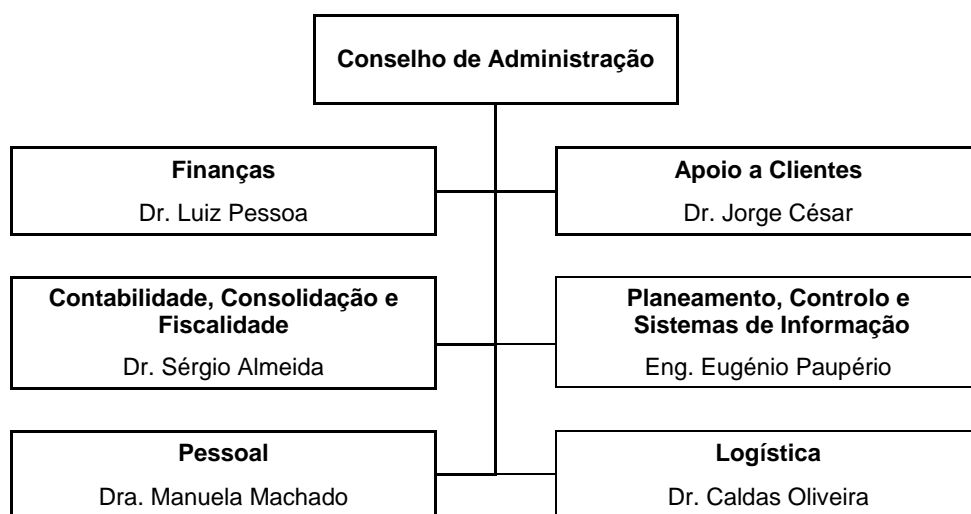 Conselho de Administração
Finanças
Dr. Luiz Pessoa
Apoio a Clientes
Dr. Jorge César
Contabilidade, Consolidação e
Fiscalidade
Dr. Sérgio Almeida
Planeamento, Controlo e
Sistemas de Informação
Eng. Eugénio Paupério
Pessoal
Dra. Manuela Machado
Logística
Dr. Caldas Oliveira